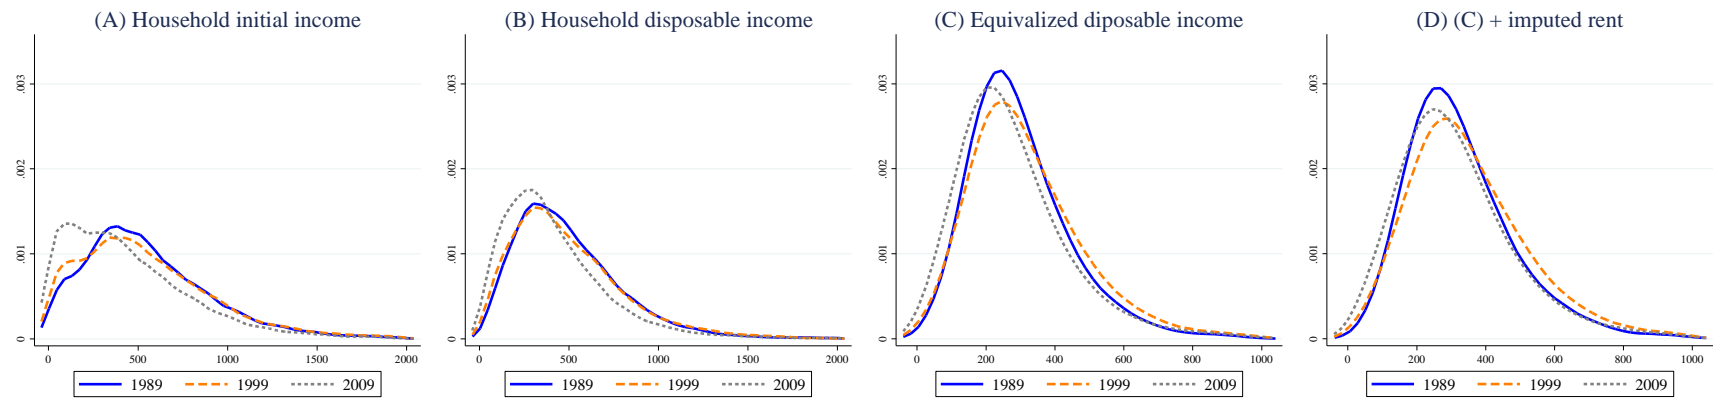 (A) Household initial income
.003
.002
.001
0
0 500 1000 1500 2000
1989 1999 2009
(B) Household disposable income
.003
.002
.001
0
0 500 1000 1500 2000
1989 1999 2009
(C) Equivalized diposable income
.003
.002
.001
0
0 200 400 600 800 1000
1989 1999 2009
(D) (C) + imputed rent
.003
.002
.001
0
0 200 400 600 800 1000
1989 1999 2009